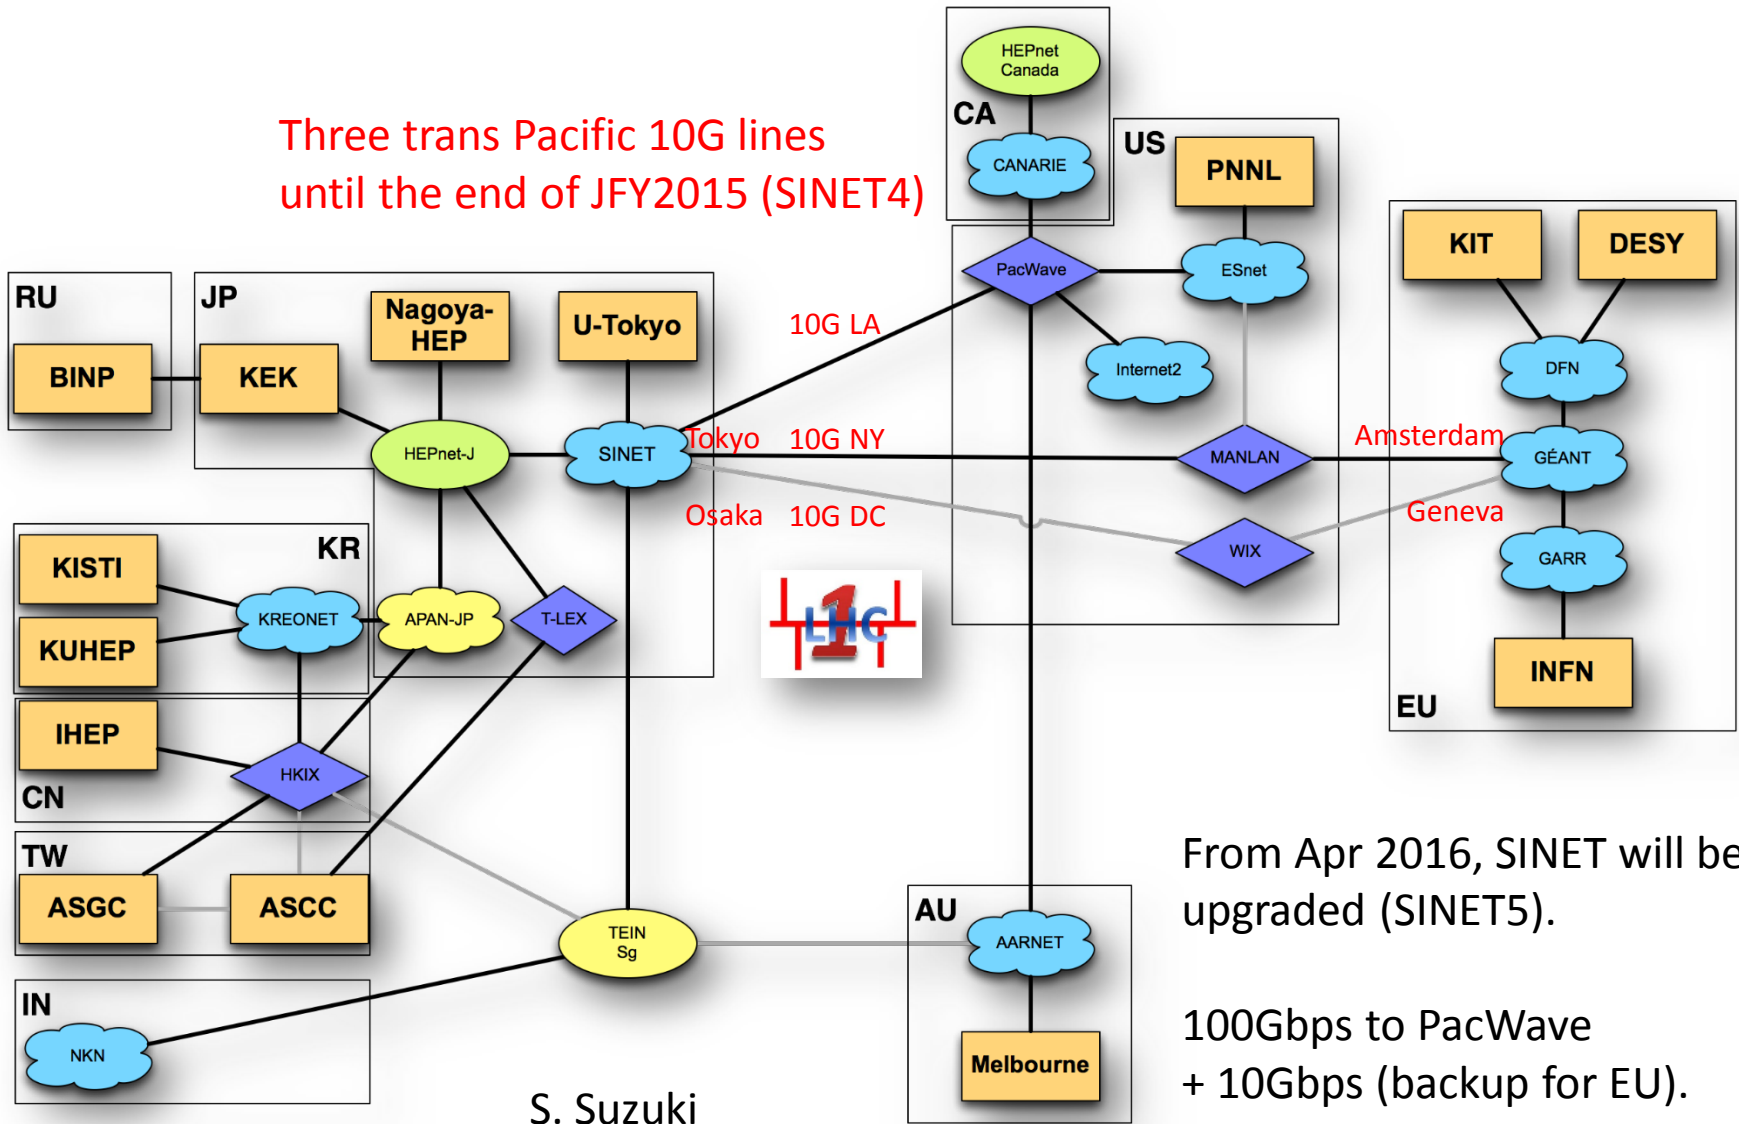 HEPnet
Canada
CA
CANARIE
US
PNNL
Three trans Pacific 10G lines
until the end of JFY2015 (SINET4)
PacWave
ESnet
Internet2
KIT
DESY
DFN
RU
JP
BINP
KEK
Nagoya-
HEP
U-Tokyo
10G LA
HEPnet-J
SINET
Tokyo
10G NY
MANLAN
Amsterdam
GÉANT
Osaka
10G DC
WIX
Geneva
GARR
INFN
EU
KR
KISTI
KREONET
APAN-JP
T-LEX
KUHEP
1
LHC
IHEP
HKIX
CN
TW
ASGC
ASCC
TEIN
Sg
AU
AARNET
Melbourne
IN
NKN
From Apr 2016, SINET will be
upgraded (SINET5).
100Gbps to PacWave
+ 10Gbps (backup for EU).
S. Suzuki